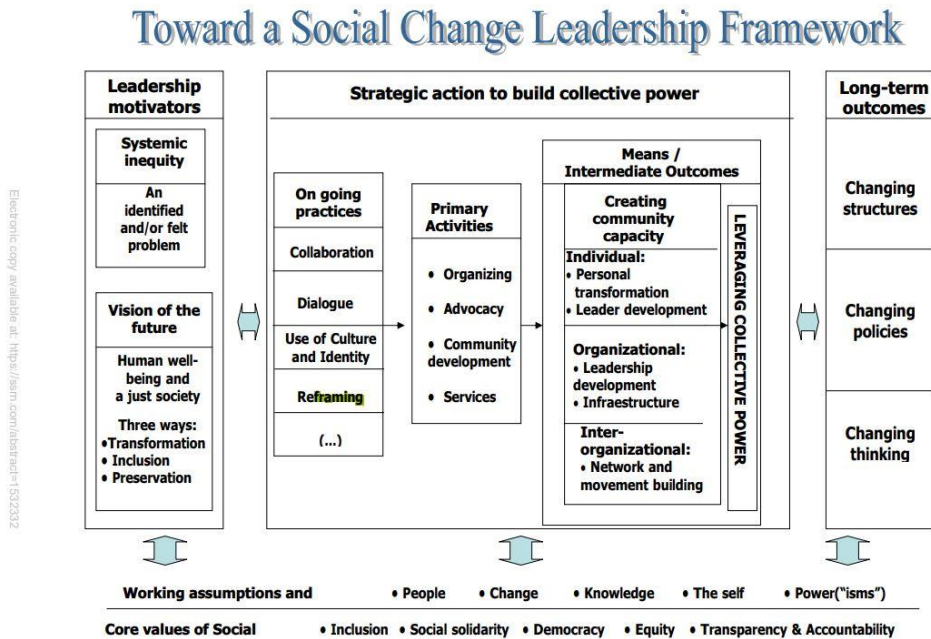 Toward a Social Change Leadership Framework
Leadership
motivators
Systemic
inequity
An
identified
and/or felt
problem
Vision of the
future
Human well-
being and
a just society
Three ways:
•Transformation
• Inclusion
• Preservation
Strategic action to build collective power
On going
practices
Collaboration
Dialogue
Use of Culture
and Identity
Reframing
(...)
Primary
Activities
• Organizing
• Advocacy
• Community
development
• Services
Means /
Intermediate Outcomes
Creating
community
capacity
Individual:
• Personal
transformation
• Leader development
Organizational:
• Leadership
development
• Infraestructure
Inter-
organizational:
• Network and
movement building
LEVERAGING COLLECTIVE POWER
Long-term
outcomes
Changing
structures
Changing
policies
Changing
thinking
Working assumptions and • People • Change • Knowledge • The self • Power("isms")
Core values of Social • Inclusion • Social solidarity • Democracy • Equity • Transparency & Accountability
Electronic copy available at: https://ssrn.com/abstract=1532332